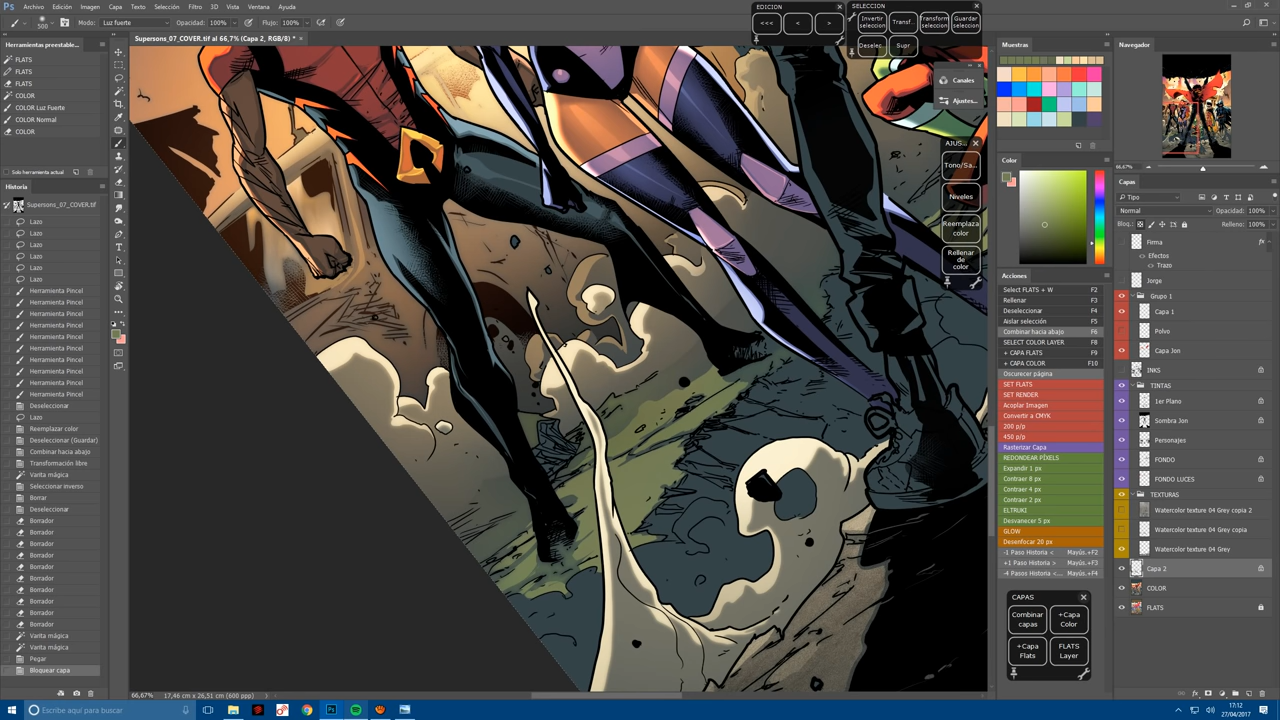 Ps Archivo Edición Imagen Capa Texto Selección Filtro 3D Vista Ventana Ayuda
500 Modo: Luz fuerte Opacidad: 100% Flujo: 100%
Supersons_07_COVER.tif al 66,7% (Capa 2, RGB/8) *
EDICION
<<<
<
>
SELECCION
Invertir selección
Transf...
Transform selección
Guardar selección
Deselec.
Supr
Herramientas preestable...
FLATS
FLATS
FLATS
COLOR
COLOR Luz Fuerte
COLOR Normal
COLOR
Solo herramienta actual
Historia
Supersons_07_COVER.tif
Lazo
Lazo
Lazo
Lazo
Lazo
Lazo
Herramienta Pincel
Herramienta Pincel
Herramienta Pincel
Herramienta Pincel
Herramienta Pincel
Herramienta Pincel
Herramienta Pincel
Herramienta Pincel
Herramienta Pincel
Herramienta Pincel
Deseleccionar
Lazo
Reemplazar color
Deseleccionar (Guardar)
Combinar hacia abajo
Transformación libre
Varita mágica
Seleccionar inverso
Borrar
Deseleccionar
Borrador
Borrador
Borrador
Borrador
Borrador
Borrador
Borrador
Borrador
Borrador
Varita mágica
Varita mágica
Pegar
Bloquear capa
Canales
Ajustes...
AJUS...
Tono/Sa...
Niveles
Reemplaza color
Rellenar de color
Muestras
Color
Acciones
Select FLATS + W F2
Rellenar F3
Deseleccionar F4
Aislar selección F5
Combinar hacia abajo F6
SELECT COLOR LAYER F8
+ CAPA FLATS F9
+ CAPA COLOR F10
Oscurecer página
SET FLATS
SET RENDER
Acoplar Imagen
Convertir a CMYK
200 p/p
450 p/p
Rasterizar Capa
REDONDEAR PÍXELS
Expandir 1 px
Contraer 8 px
Contraer 4 px
Contraer 2 px
ELTRUKI
Desvanecer 5 px
GLOW
Desenfocar 20 px
-1 Paso Historia < Mayús.+F2
+1 Paso Historia > Mayús.+F3
-4 Pasos Historia <... Mayús.+F4
CAPAS
Combinar capas
+Capa Color
+Capa Flats
FLATS Layer
Navegador
66,67%
Capas
Tipo
Normal Opacidad: 100%
Bloq.: Relleno: 100%
Firma fx
Efectos
Trazo
Jorge
Grupo 1
Capa 1
Polvo
Capa Jon
INKS
TINTAS
1er Plano
Sombra Jon
Personajes
FONDO
FONDO LUCES
TEXTURAS
Watercolor texture 04 Grey copia 2
Watercolor texture 04 Grey copia
Watercolor texture 04 Grey
Capa 2
COLOR
FLATS
66,67% 17,46 cm x 26,51 cm (600 ppp)
Escribe aquí para buscar
17:12
27/04/2017